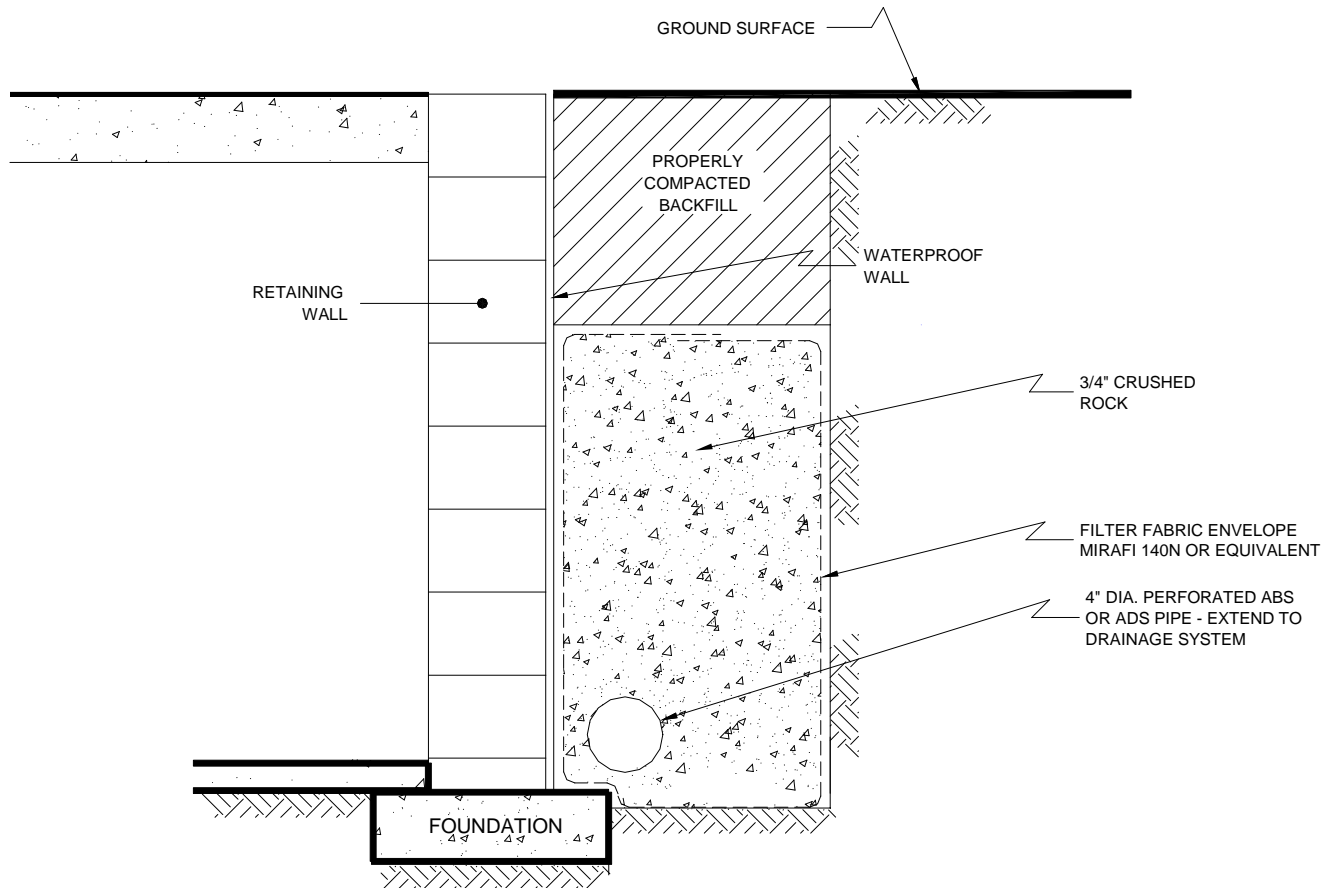 GROUND SURFACE
PROPERLY
COMPACTED
BACKFILL
WATERPROOF
WALL
RETAINING
WALL
3/4" CRUSHED
ROCK
FILTER FABRIC ENVELOPE
MIRAFI 140N OR EQUIVALENT
4" DIA. PERFORATED ABS
OR ADS PIPE - EXTEND TO
DRAINAGE SYSTEM
FOUNDATION